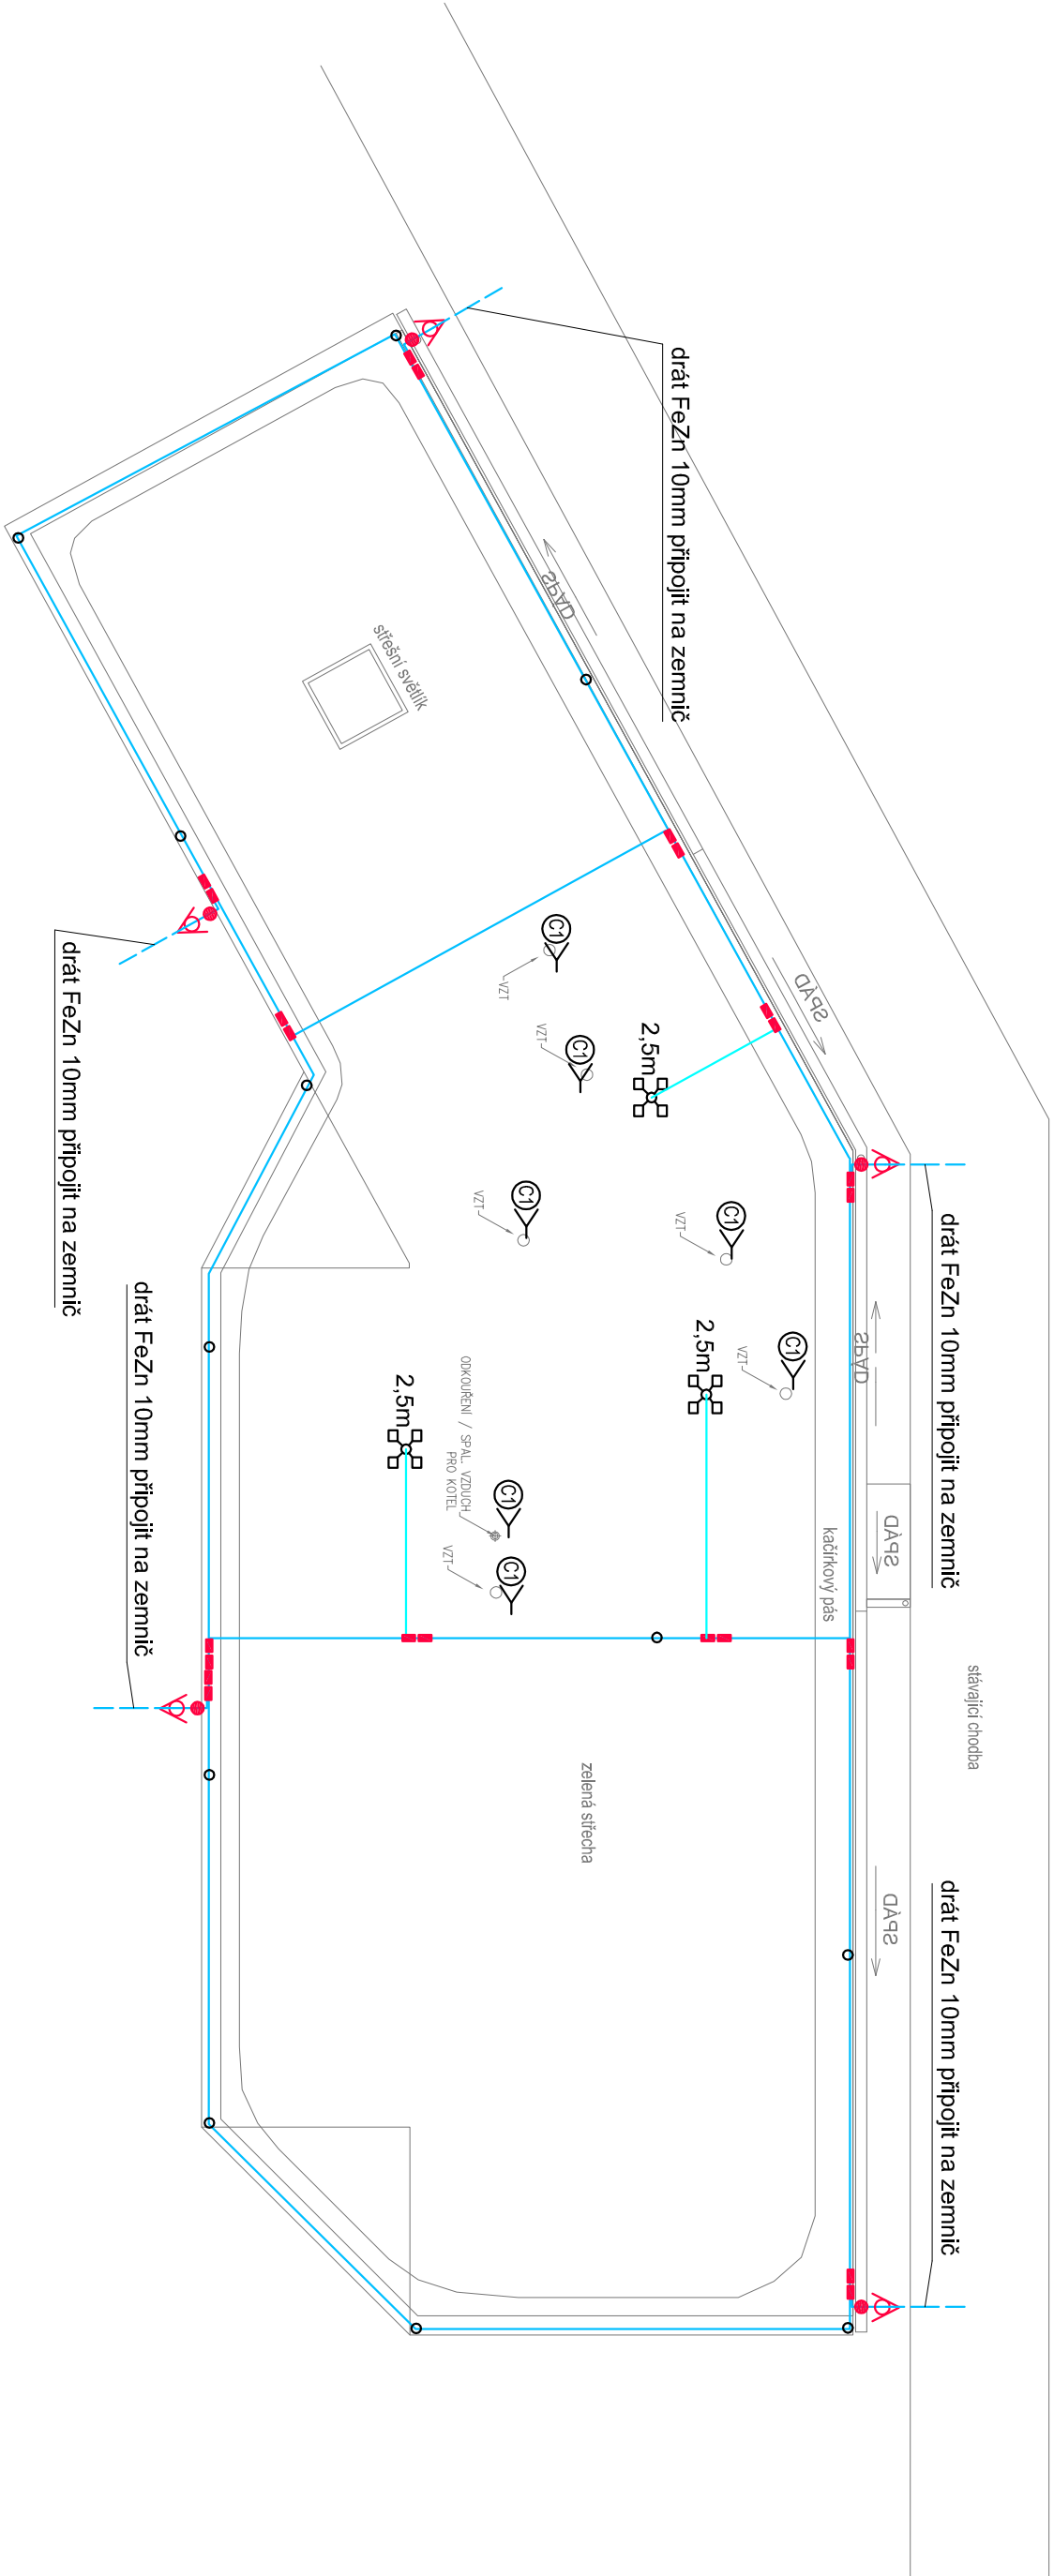 drát FeZn 10mm připojit na zemnič
drát FeZn 10mm připojit na zemnič
drát FeZn 10mm připojit na zemnič
stávající chodba
SPÁD
SPÁD
SPÁD
SPÁD
SPÁD
kačírkový pás
střešní světlík
C1
VZT
C1
VZT
2,5m
C1
VZT
C1
VZT
C1
VZT
2,5m
2,5m
ODKOUŘENÍ / SPAL. VZDUCH
PRO KOTEL
C1
C1
VZT
zelená střecha
drát FeZn 10mm připojit na zemnič
drát FeZn 10mm připojit na zemnič